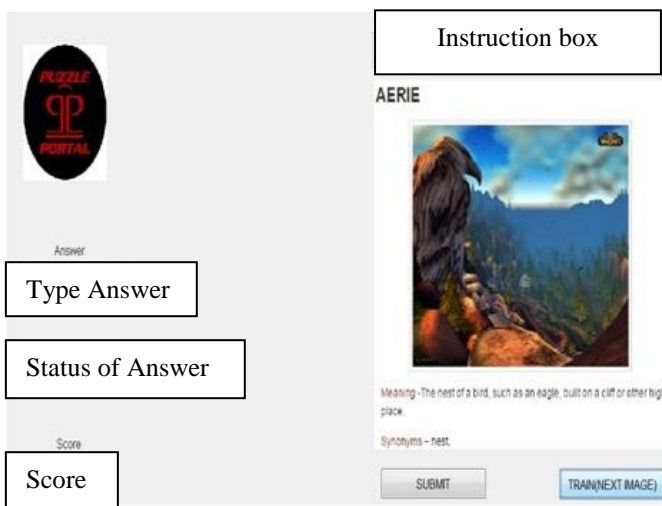 PUZZLE
PORTAL
Answer
Type Answer
Status of Answer
Score
Score
Instruction box
AERIE
Meaning -The nest of a bird, such as an eagle, built on a cliff or other hig
place.
Synonyms – nest.
SUBMIT
TRAIN(NEXT IMAGE)